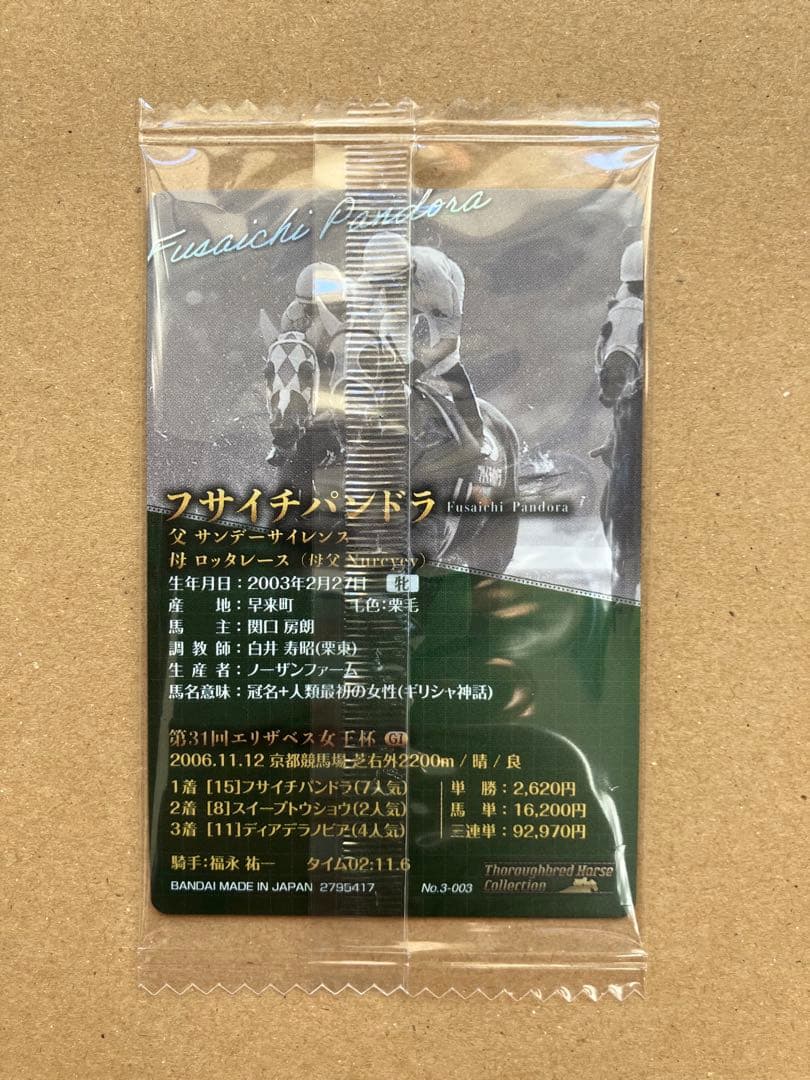 Fusaichi Pandora
フサイチパンドラ Fusaichi Pandora
父 サンデーサイレンス
母 ロッタレース（母父 Nureyev）
生年月日：2003年2月27日 牝
産 地：早来町 毛色：栗毛
馬 主：関口 房朗
調教師：白井 寿昭(栗東)
生産者：ノーザンファーム
馬名意味：冠名+人類最初の女性(ギリシャ神話)
第31回エリザベス女王杯 GI
2006.11.12 京都競馬場 芝右外2200m / 晴 / 良
1着 [15]フサイチパンドラ(7人気) 単 勝：2,620円
2着 [8]スイープトウショウ(2人気) 馬 単：16,200円
3着 [11]ディアデラノビア(4人気) 三連単：92,970円
騎手：福永 祐一 タイム02:11.6
BANDAI MADE IN JAPAN 2795417 No.3-003
Thoroughbred Horse
Collection